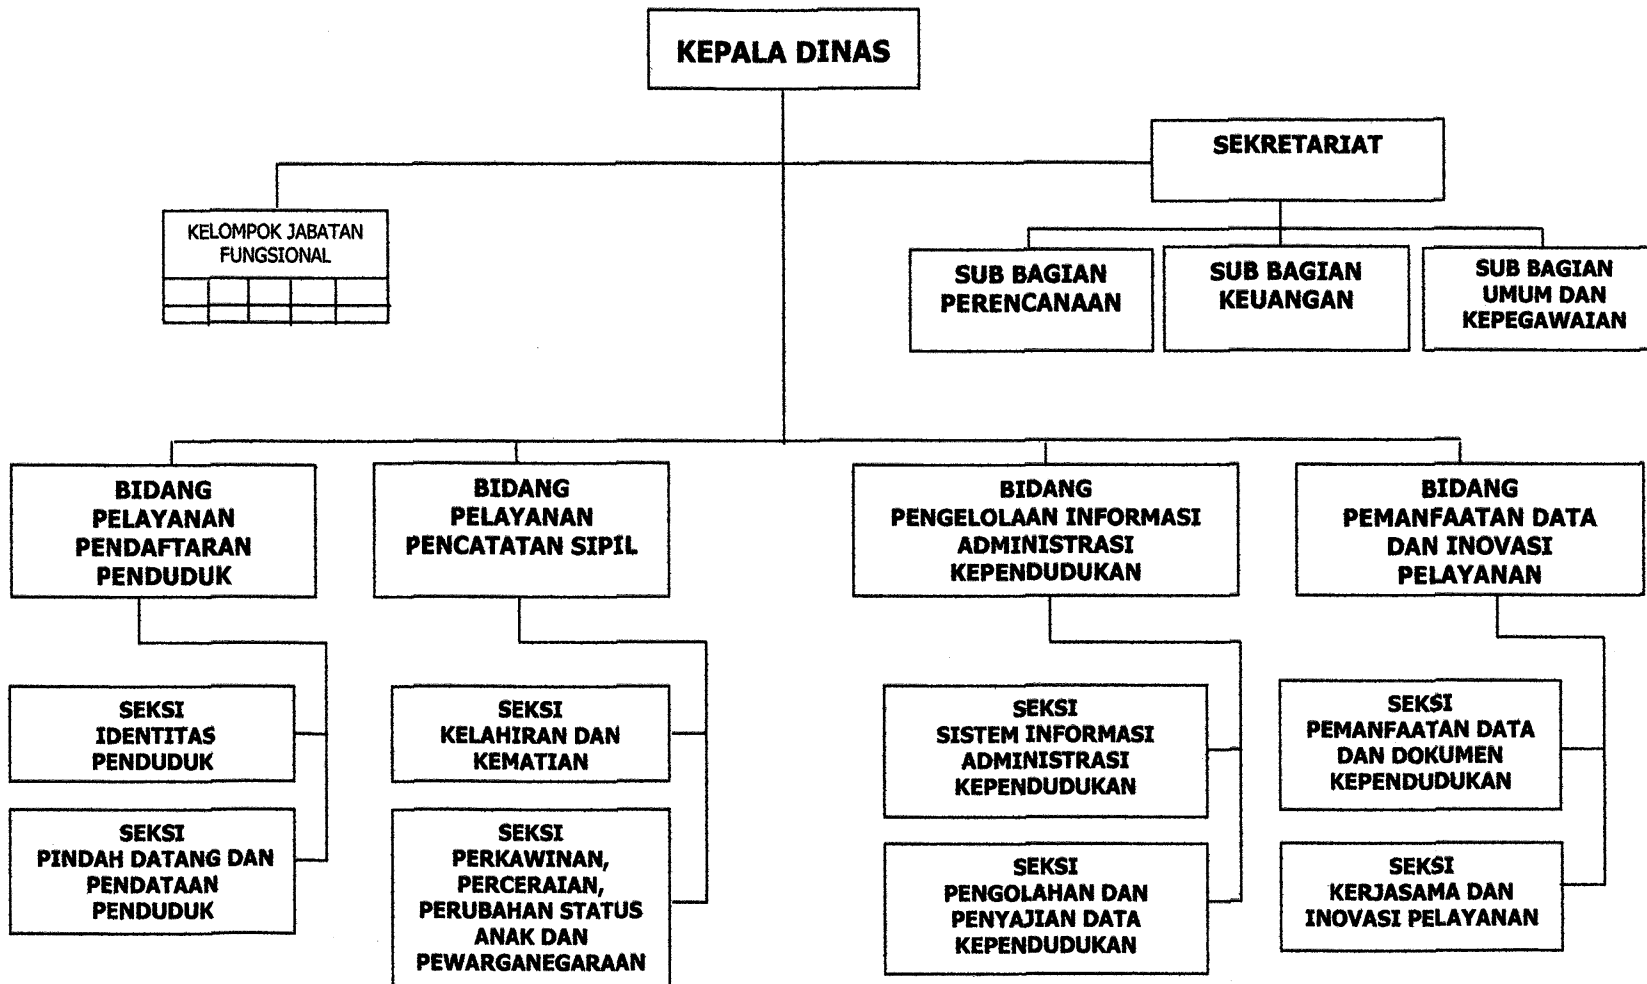 KEPALA DINAS
SEKRETARIAT
KELOMPOK JABATAN
FUNGSIONAL
SUB BAGIAN
PERENCANAAN
SUB BAGIAN
KEUANGAN
SUB BAGIAN
UMUM DAN
KEPEGAWAIAN
BIDANG
PELAYANAN
PENDAFTARAN
PENDUDUK
BIDANG
PELAYANAN
PENCATATAN SIPIL
BIDANG
PENGELOLAAN INFORMASI
ADMINISTRASI
KEPENDUDUKAN
BIDANG
PEMANFAATAN DATA
DAN INOVASI
PELAYANAN
SEKSI
IDENTITAS
PENDUDUK
SEKSI
KELAHIRAN DAN
KEMATIAN
SEKSI
SISTEM INFORMASI
ADMINISTRASI
KEPENDUDUKAN
SEKSI
PEMANFAATAN DATA
DAN DOKUMEN
KEPENDUDUKAN
SEKSI
PINDAH DATANG DAN
PENDATAAN
PENDUDUK
SEKSI
PERKAWINAN,
PERCERAIAN,
PERUBAHAN STATUS
ANAK DAN
PEWARGANEGARAAN
SEKSI
PENGOLAHAN DAN
PENYAJIAN DATA
KEPENDUDUKAN
SEKSI
KERJASAMA DAN
INOVASI PELAYANAN